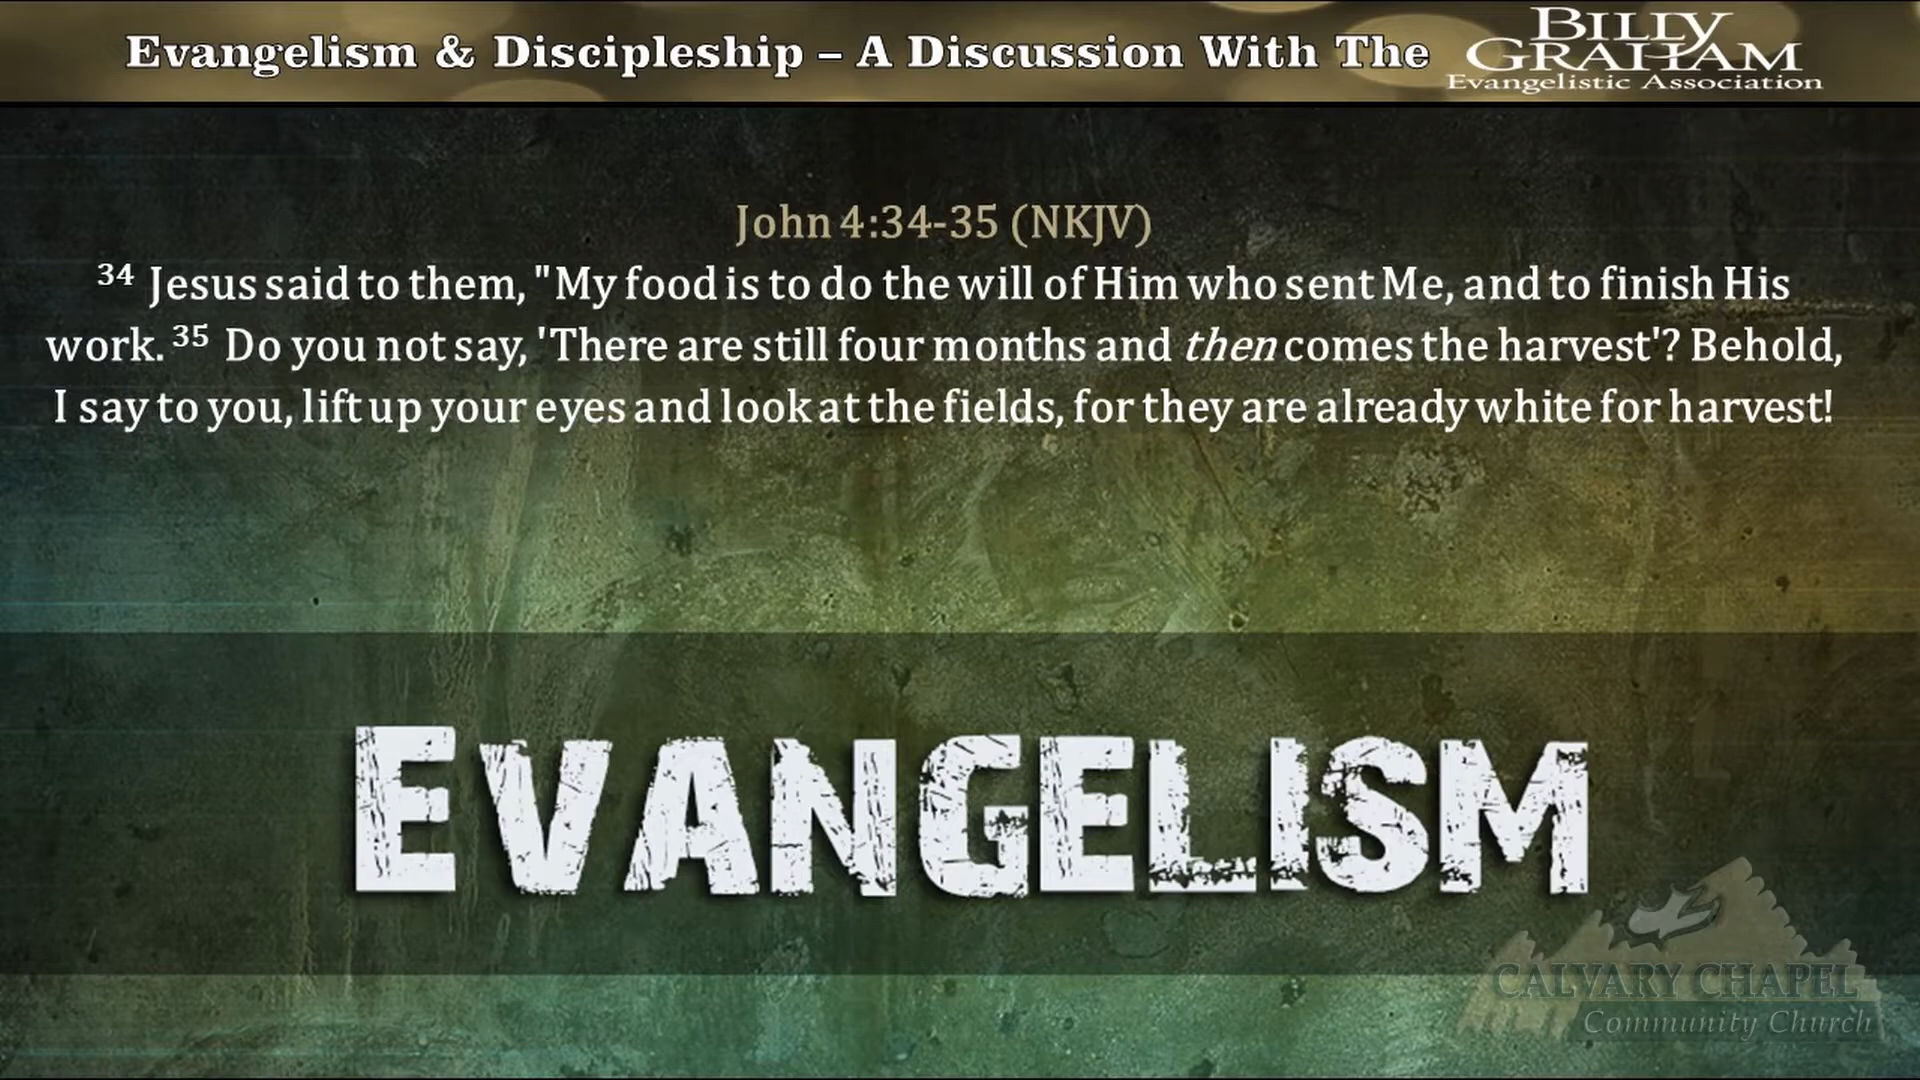 Evangelism & Discipleship – A Discussion With The BILLY GRAHAM Evangelistic Association
John 4:34-35 (NKJV)
34 Jesus said to them, "My food is to do the will of Him who sent Me, and to finish His
work. 35 Do you not say, 'There are still four months and then comes the harvest'? Behold,
I say to you, lift up your eyes and look at the fields, for they are already white for harvest!
EVANGELISM
CALVARY CHAPEL
Community Church